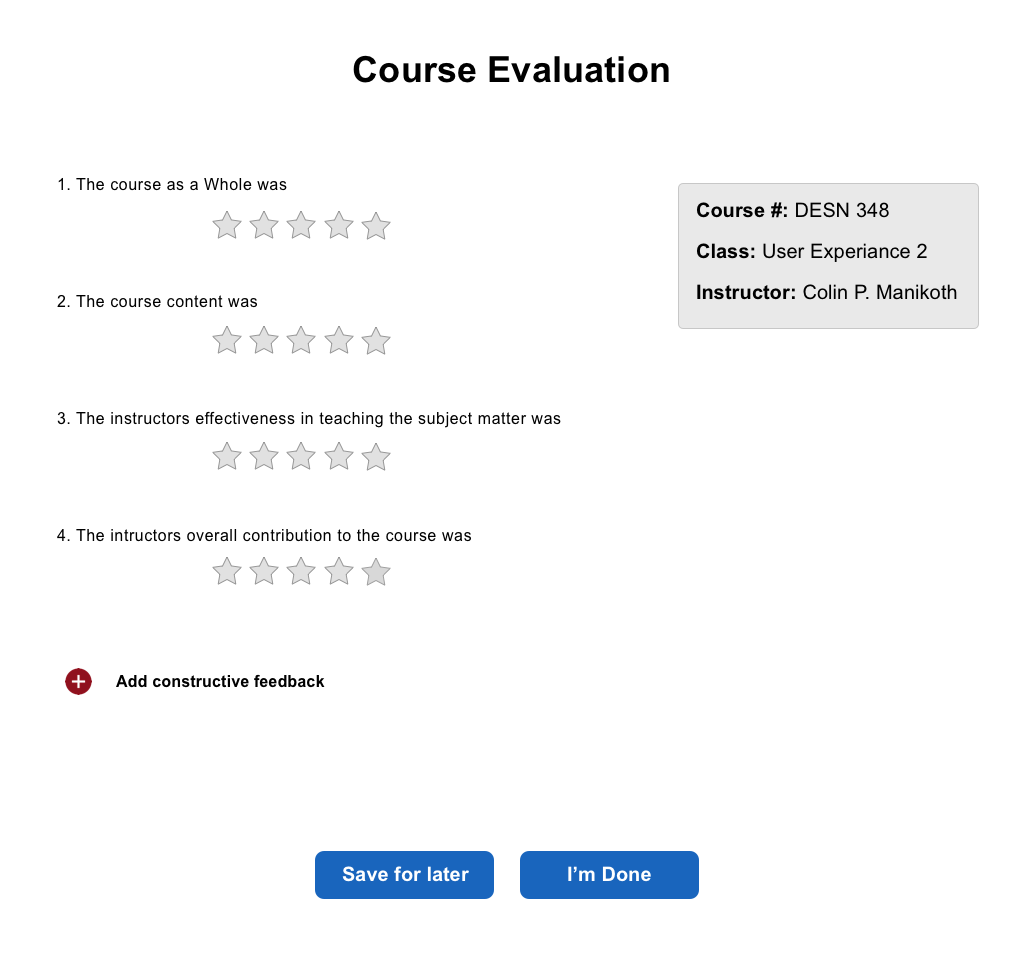 Course Evaluation
1. The course as a Whole was
Course #: DESN 348
Class: User Experiance 2
Instructor: Colin P. Manikoth
2. The course content was
3. The instructors effectiveness in teaching the subject matter was
4. The intructors overall contribution to the course was
Add constructive feedback
Save for later
I’m Done